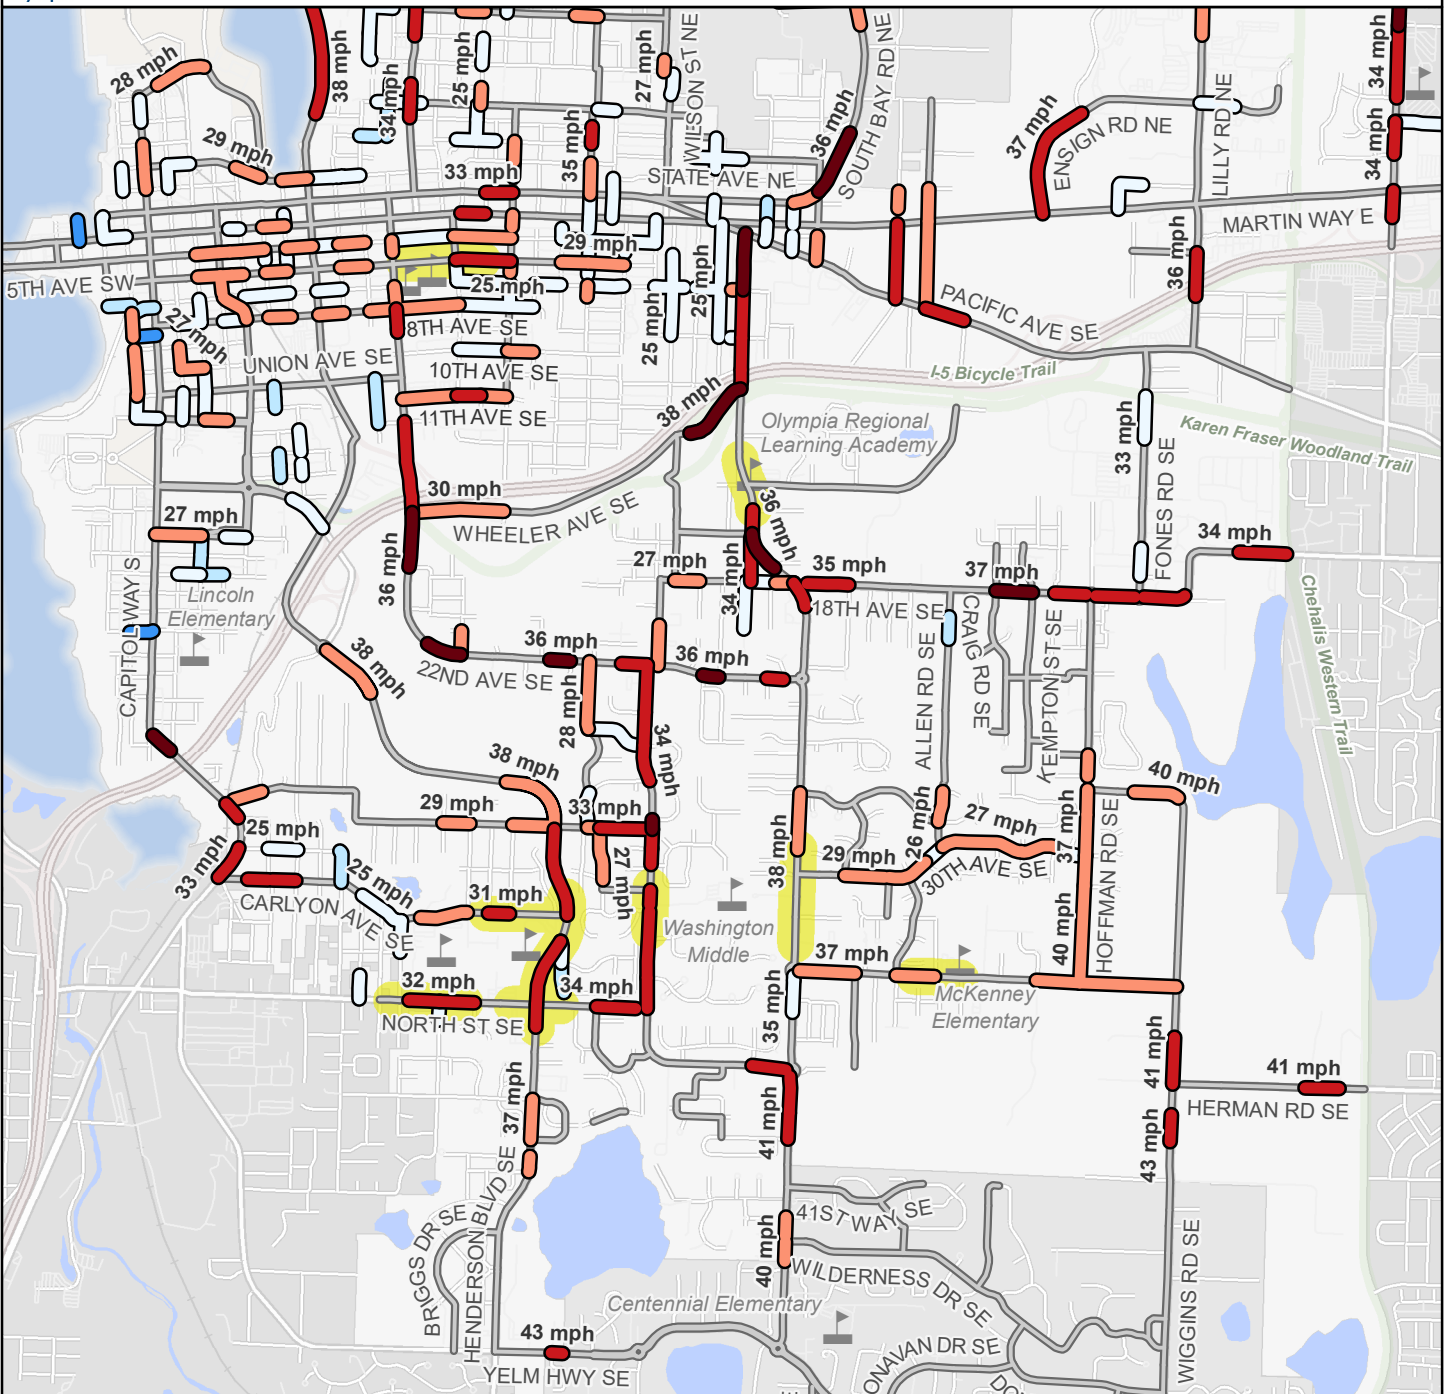 28 mph
38 mph
34 mph
25 mph
27 mph
WILSON ST NE
36 mph
SOUTH BAY RD NE
37 mph
ENSIGN RD NE
LILLY RD NE
34 mph
34 mph
29 mph
33 mph
35 mph
STATE AVE NE
MARTIN WAY E
29 mph
25 mph
25 mph
25 mph
36 mph
5TH AVE SW
27 mph
8TH AVE SE
PACIFIC AVE SE
UNION AVE SE
10TH AVE SE
11TH AVE SE
I-5 Bicycle Trail
38 mph
Olympia Regional
Learning Academy
33 mph
Karen Fraser Woodland Trail
FONES RD SE
30 mph
WHEELER AVE SE
27 mph
36 mph
36 mph
34 mph
27 mph
35 mph
37 mph
34 mph
Lincoln
Elementary
CAPITOL WAY S
18TH AVE SE
CRAIG RD SE
KEMPTON ST SE
ALLEN RD SE
Chehalis Western Trail
38 mph
36 mph
36 mph
22ND AVE SE
28 mph
34 mph
38 mph
29 mph
33 mph
40 mph
25 mph
33 mph
25 mph
27 mph
38 mph
29 mph
26 mph
27 mph
37 mph
30TH AVE SE
HOFFMAN RD SE
CARLYON AVE SE
31 mph
Washington
Middle
37 mph
40 mph
32 mph
34 mph
NORTH ST SE
35 mph
McKenney
Elementary
37 mph
41 mph
41 mph
41 mph
HERMAN RD SE
43 mph
BRIGGS DR SE
HENDERSON BLVD SE
41ST WAY SE
40 mph
WILDERNESS DR SE
WIGGINS RD SE
Centennial Elementary
43 mph
YELM HWY SE
ONAVAN DR SE